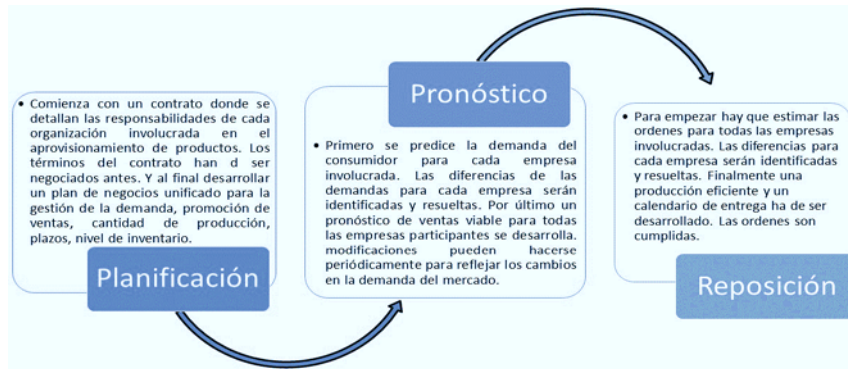 • Comienza con un contrato donde se
detallan las responsabilidades de cada
organización involucrada en el
aprovisionamiento de productos. Los
términos del contrato han d ser
negociados antes. Y al final desarrollar
un plan de negocios unificado para la
gestión de la demanda, promoción de
ventas, cantidad de producción,
plazos, nivel de inventario.
Planificación
Pronóstico
• Primero se predice la demanda del
consumidor para cada empresa
involucrada. Las diferencias de las
demandas para cada empresa serán
identificadas y resueltas. Por último un
pronóstico de ventas viable para todas
las empresas participantes se desarrolla.
modificaciones pueden hacerse
periódicamente para reflejar los cambios
en la demanda del mercado.
• Para empezar hay que estimar las
ordenes para todas las empresas
involucradas. Las diferencias para
cada empresa serán identificadas
y resueltas. Finalmente una
producción eficiente y un
calendario de entrega ha de ser
desarrollado. Las ordenes son
cumplidas.
Reposición